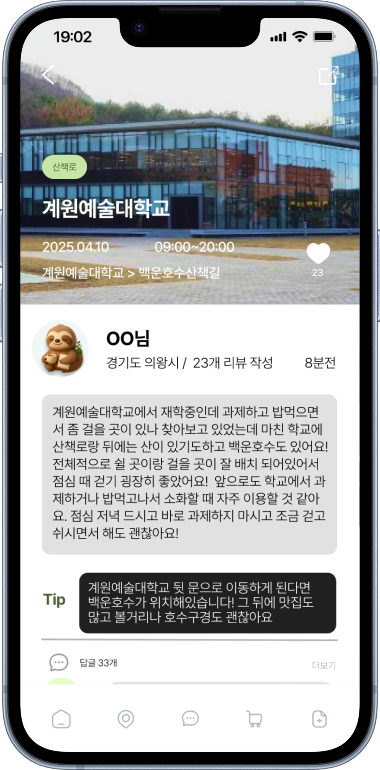 19:02
산책로
계원예술대학교
2025.04.10 09:00~20:00
계원예술대학교 > 백운호수산책길
23
OO님
경기도 의왕시 / 23개 리뷰 작성 8분전
계원예술대학교에서 재학중인데 과제하고 밥먹으면
서 좀 걸을 곳이 있나 찾아보고 있었는데 마친 학교에
산책로랑 뒤에는 산이 있기도하고 백운호수도 있어요!
전체적으로 쉴 곳이랑 걸을 곳이 잘 배치 되어있어서
점심 때 걷기 굉장히 좋았어요! 앞으로도 학교에서 과
제하거나 밥먹고나서 소화할 때 자주 이용할 것 같아
요. 점심 저녁 드시고 바로 과제하지 마시고 조금 걷고
쉬시면서 해도 괜찮아요!
Tip
계원예술대학교 뒷 문으로 이동하게 된다면
백운호수가 위치해있습니다! 그 뒤에 맛집도
많고 볼거리나 호수구경도 괜찮아요
답글 33개 더보기